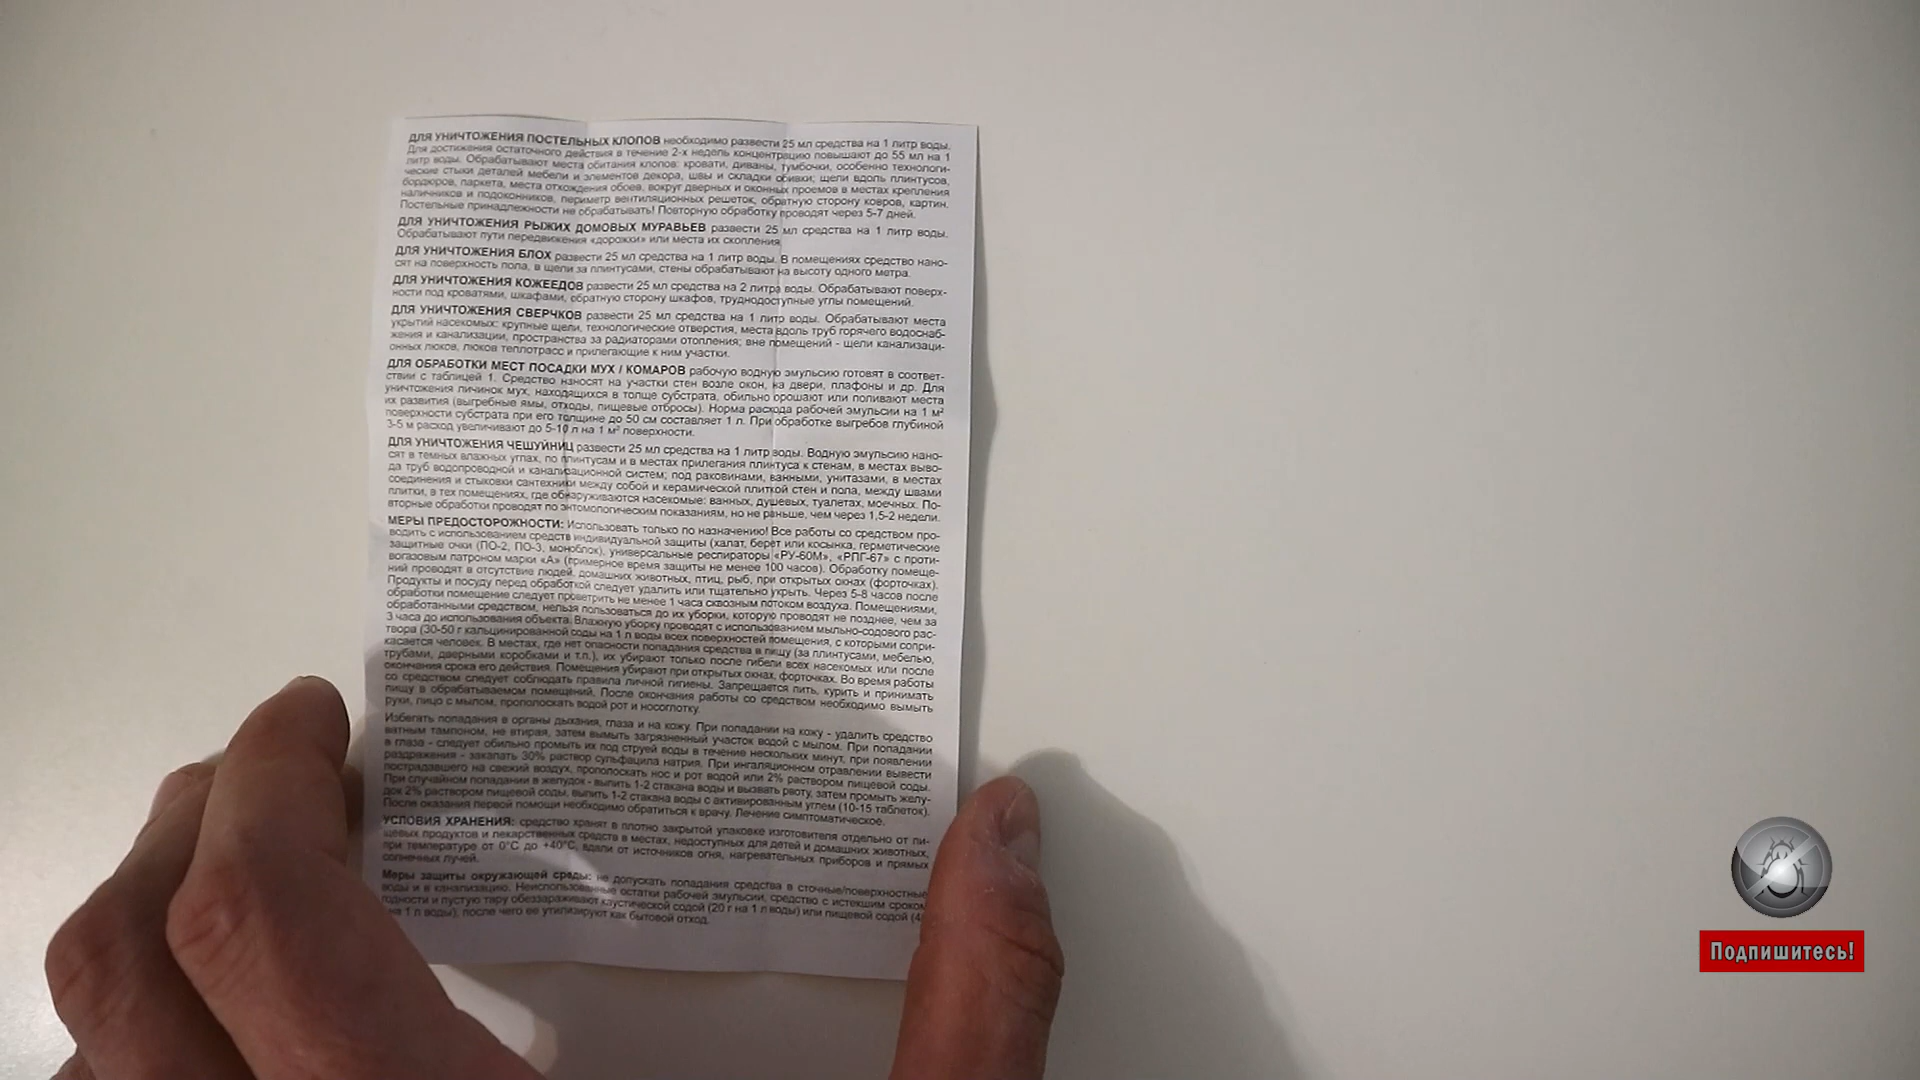 ДЛЯ УНИЧТОЖЕНИЯ ПОСТЕЛЬНЫХ КЛОПОВ необходимо развести 25 мл средства на 1 литр воды.
Для достижения остаточного действия в течение 2-х недель концентрацию повышают до 55 мл на 1
литр воды. Обрабатывают места обитания клопов: кровати, диваны, тумбочки, особенно технологи-
ческие стыки деталей мебели и элементов декора, швы и складки обивки; щели вдоль плинтусов,
бордюров, паркета, места отхождения обоев, вокруг дверных и оконных проемов в местах крепления
наличников и подоконников, периметр вентиляционных решеток, обратную сторону ковров, картин.
Постельные принадлежности не обрабатывать! Повторную обработку проводят через 5-7 дней.
ДЛЯ УНИЧТОЖЕНИЯ РЫЖИХ ДОМОВЫХ МУРАВЬЕВ развести 25 мл средства на 1 литр воды.
Обрабатывают пути передвижения «дорожки» или места их скопления.
ДЛЯ УНИЧТОЖЕНИЯ БЛОХ развести 25 мл средства на 1 литр воды. В помещениях средство нано-
сят на поверхность пола, в щели за плинтусами, стены обрабатывают на высоту одного метра.
ДЛЯ УНИЧТОЖЕНИЯ КОЖЕЕДОВ развести 25 мл средства на 2 литра воды. Обрабатывают поверх-
ности под кроватями, шкафами, обратную сторону шкафов, труднодоступные углы помещений.
ДЛЯ УНИЧТОЖЕНИЯ СВЕРЧКОВ развести 25 мл средства на 1 литр воды. Обрабатывают места
укрытий насекомых: крупные щели, технологические отверстия, места вдоль труб горячего водоснаб-
жения и канализации, пространства за радиаторами отопления; вне помещений - щели канализаци-
онных люков, люков теплотрасс и прилегающие к ним участки.
ДЛЯ ОБРАБОТКИ МЕСТ ПОСАДКИ МУХ / КОМАРОВ рабочую водную эмульсию готовят в соответ-
ствии с таблицей 1. Средство наносят на участки стен возле окон, на двери, плафоны и др. Для
уничтожения личинок мух, находящихся в толще субстрата, обильно орошают или поливают места
их развития (выгребные ямы, отходы, пищевые отбросы). Норма расхода рабочей эмульсии на 1 м²
поверхности субстрата при его толщине до 50 см составляет 1 л. При обработке выгребов глубиной
3-5 м расход увеличивают до 5-10 л на 1 м² поверхности.
ДЛЯ УНИЧТОЖЕНИЯ ЧЕШУЙНИЦ развести 25 мл средства на 1 литр воды. Водную эмульсию нано-
сят в темных влажных углах, по плинтусам и в местах прилегания плинтуса к стенам, в местах выво-
да труб водопроводной и канализационной систем; под раковинами, ванными, унитазами, в местах
соединения и стыковки сантехники между собой и керамической плиткой стен и пола, между швами
плитки, в тех помещениях, где обнаруживаются насекомые: ванных, душевых, туалетах, моечных. По-
вторные обработки проводят по энтомологическим показаниям, но не раньше, чем через 1,5-2 недели.
МЕРЫ ПРЕДОСТОРОЖНОСТИ: Использовать только по назначению! Все работы со средством про-
водить с использованием средств индивидуальной защиты (халат, берет или косынка, герметические
защитные очки (ПО-2, ПО-3, моноблок), универсальные респираторы «РУ-60М», «РПГ-67» с проти-
вогазовым патроном марки «А» (примерное время защиты не менее 100 часов). Обработку помеще-
ний проводят в отсутствие людей, домашних животных, птиц, рыб, при открытых окнах (форточках).
Продукты и посуду перед обработкой следует удалить или тщательно укрыть. Через 5-8 часов после
обработки помещение следует проветрить не менее 1 часа сквозным потоком воздуха. Помещениями,
обработанными средством, нельзя пользоваться до их уборки, которую проводят не позднее, чем за
3 часа до использования объекта. Влажную уборку проводят с использованием мыльно-содового рас-
твора (30-50 г кальцинированной соды на 1 л воды всех поверхностей помещения, с которыми сопри-
касается человек. В местах, где нет опасности попадания средства в пищу (за плинтусами, мебелью,
трубами, дверными коробками и т.п.), их убирают только после гибели всех насекомых или после
окончания срока его действия. Помещения убирают при открытых окнах, форточках. Во время работы
со средством следует соблюдать правила личной гигиены. Запрещается пить, курить и принимать
пищу в обрабатываемом помещений. После окончания работы со средством необходимо вымыть
руки, лицо с мылом, прополоскать водой рот и носоглотку.
Избегать попадания в органы дыхания, глаза и на кожу. При попадании на кожу - удалить средство
ватным тампоном, не втирая, затем вымыть загрязненный участок водой с мылом. При попадании
в глаза - следует обильно промыть их под струей воды в течение нескольких минут, при появлении
раздражения - закапать 30% раствор сульфацила натрия. При ингаляционном отравлении вывести
пострадавшего на свежий воздух, прополоскать нос и рот водой или 2% раствором пищевой соды.
При случайном попадании в желудок - выпить 1-2 стакана воды и вызвать рвоту, затем промыть желу-
док 2% раствором пищевой соды, выпить 1-2 стакана воды с активированным углем (10-15 таблеток).
После оказания первой помощи необходимо обратиться к врачу. Лечение симптоматическое.
УСЛОВИЯ ХРАНЕНИЯ: средство хранят в плотно закрытой упаковке изготовителя отдельно от пи-
щевых продуктов и лекарственных средств в местах, недоступных для детей и домашних животных,
при температуре от 0°С до +40°С, вдали от источников огня, нагревательных приборов и прямых
солнечных лучей.
Меры защиты окружающей среды: не допускать попадания средства в сточные/поверхностные
воды и в канализацию. Неиспользованные остатки рабочей эмульсии, средство с истекшим сроком
годности и пустую тару обеззараживают каустической содой (20 г на 1 л воды) или пищевой содой
на 1 л воды), после чего ее утилизируют как бытовой отход.
Подпишитесь!